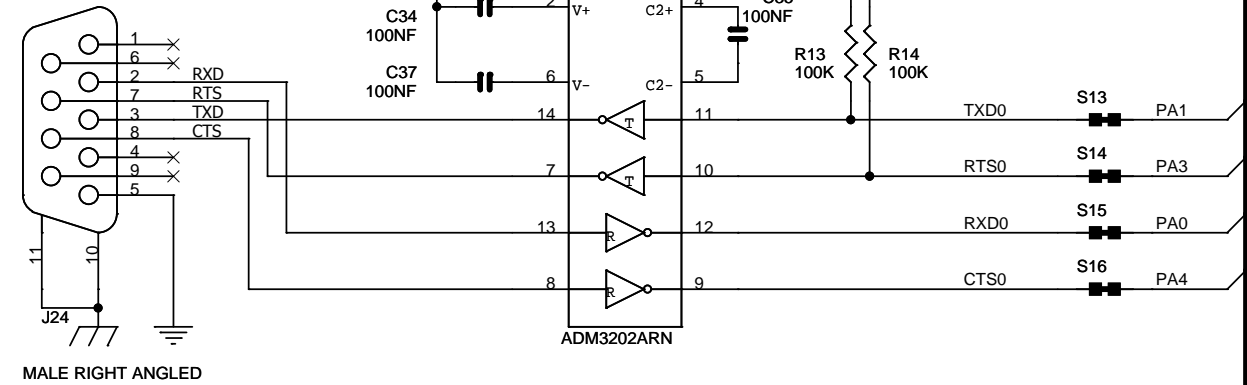 2 V+ C2+ 4
C34
100NF
100NF
1
6
2 RXD
7 RTS
3 TXD
8 CTS
4
9
5
11
10
J24
MALE RIGHT ANGLED
C37
100NF
6 V- C2- 5
R13
100K
R14
100K
14 T 11 TXD0 S13 PA1
7 T 10 RTS0 S14 PA3
13 R 12 RXD0 S15 PA0
8 R 9 CTS0 S16 PA4
ADM3202ARN